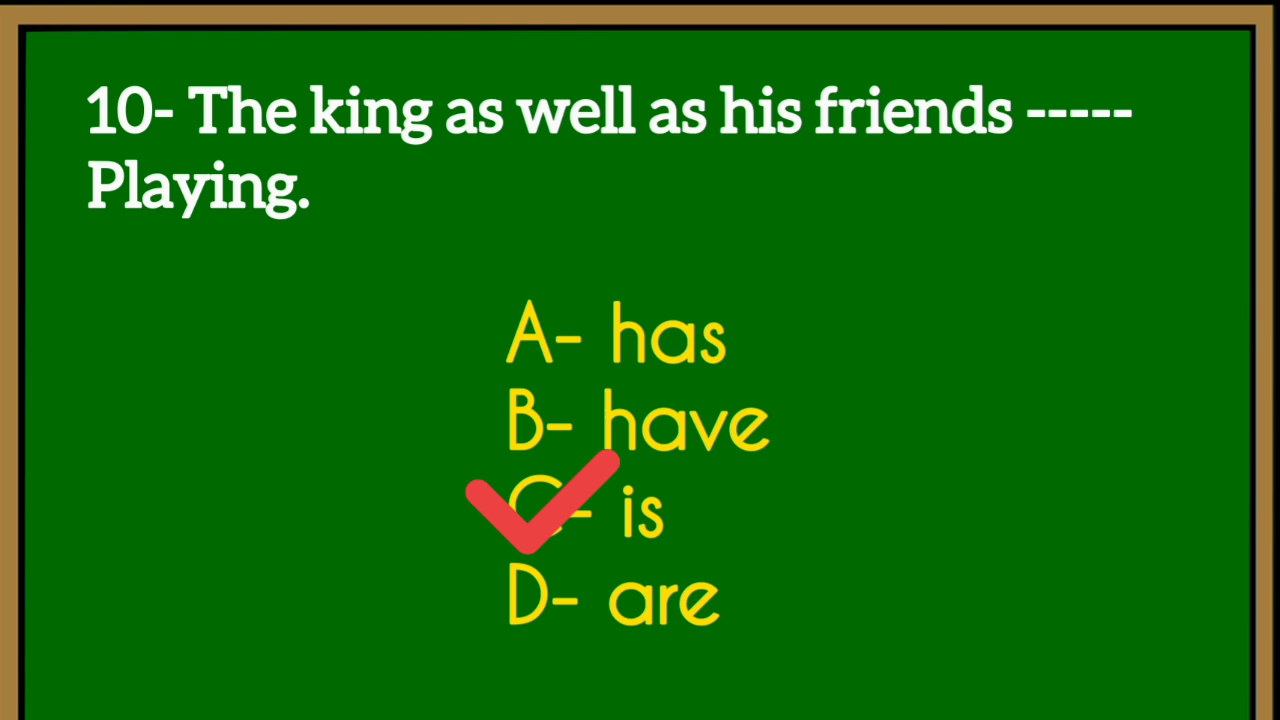 10- The king as well as his friends -----
Playing.
A- has
B- have
C- is
D- are